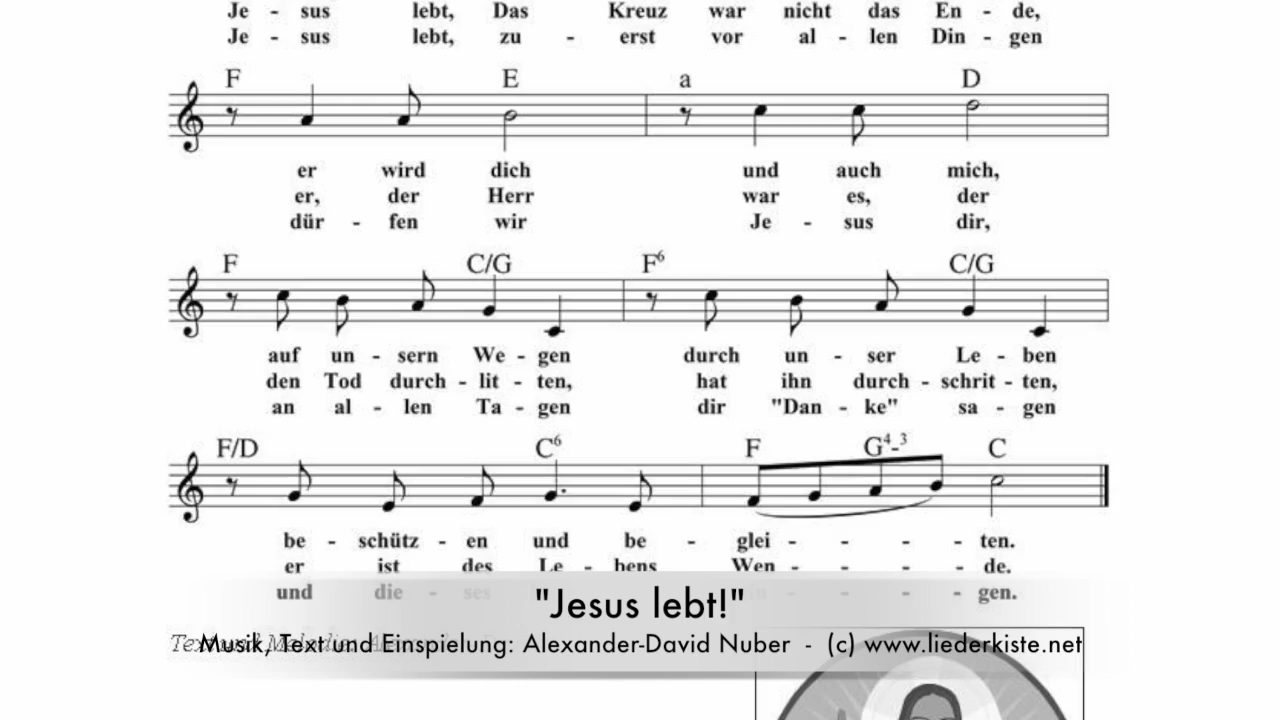 Je - sus lebt, Das Kreuz war nicht das En - de,
Je - sus lebt, zu - erst vor al - len Din - gen
F E a D
er wird dich und auch mich,
er, der Herr war es, der
dür - fen wir Je - sus dir,
F C/G F6 C/G
auf un - sern We - gen durch un - ser Le - ben
den Tod durch - lit - ten, hat ihn durch - schrit - ten,
an al - len Ta - gen dir "Dan - ke" sa - gen
F/D C6 F G4-3 C
be - schütz - en und be - glei - - - - ten.
er ist des Le - bens Wen - - - - de.
und die - ses - - - gen.
"Jesus lebt!"
Text und Melodie:
Musik, Text und Einspielung: Alexander-David Nuber - (c) www.liederkiste.net